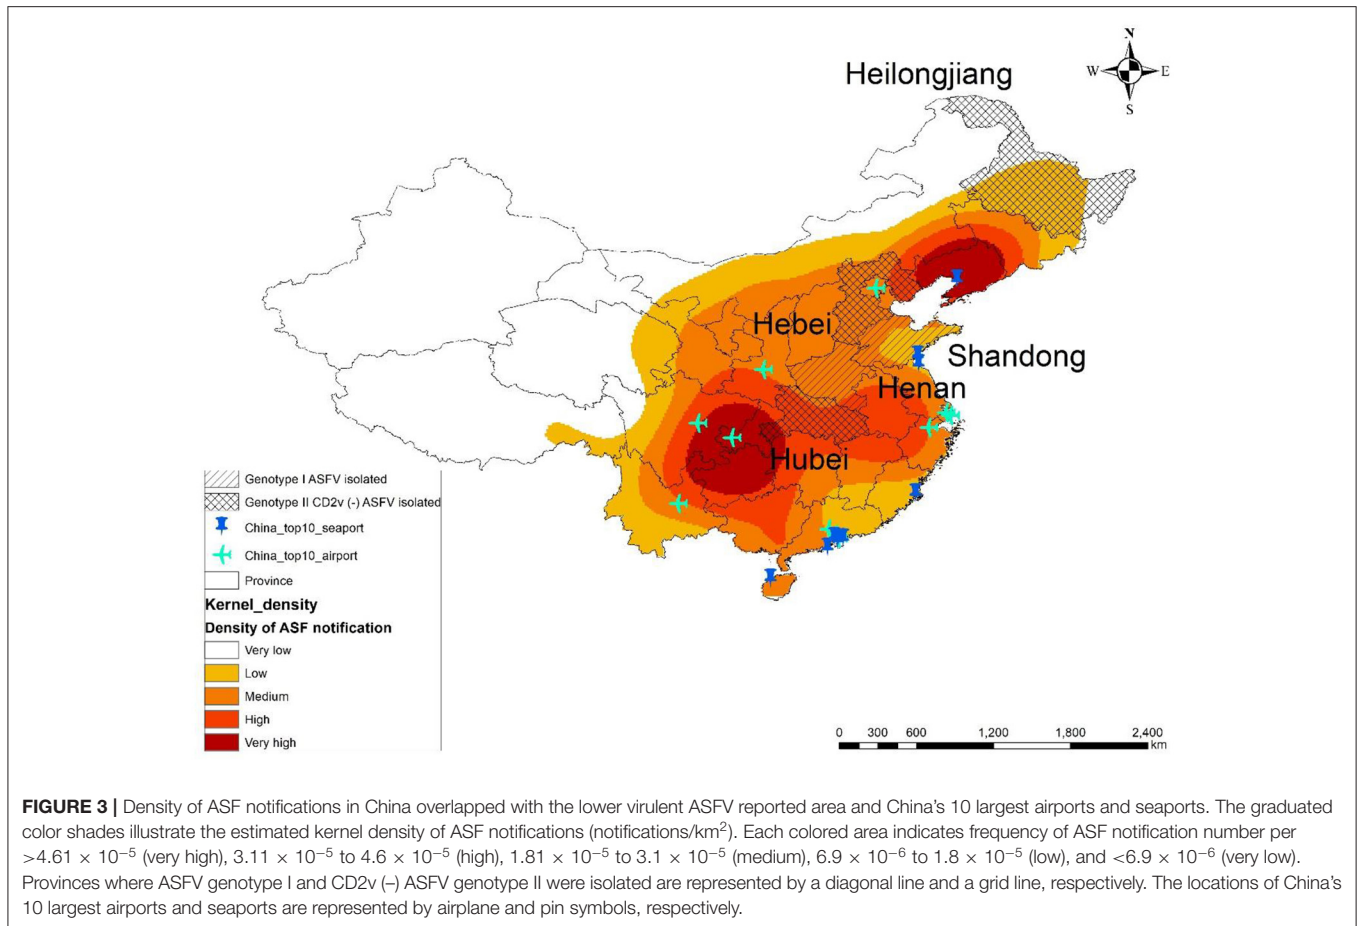 N
Heilongjiang
W E
S
Hebei
Shandong
Henan
Hubei
Genotype I ASFV isolated
Genotype II CD2v (-) ASFV isolated
China_top10_seaport
China_top10_airport
Province
Kernel_density
Density of ASF notification
Very low
Low
Medium
High
Very high
0 300 600 1,200 1,800 2,400
km
FIGURE 3 | Density of ASF notifications in China overlapped with the lower virulent ASFV reported area and China's 10 largest airports and seaports. The graduated
color shades illustrate the estimated kernel density of ASF notifications (notifications/km²). Each colored area indicates frequency of ASF notification number per
>4.61 × 10⁻⁵ (very high), 3.11 × 10⁻⁵ to 4.6 × 10⁻⁵ (high), 1.81 × 10⁻⁵ to 3.1 × 10⁻⁵ (medium), 6.9 × 10⁻⁶ to 1.8 × 10⁻⁵ (low), and <6.9 × 10⁻⁶ (very low).
Provinces where ASFV genotype I and CD2v (–) ASFV genotype II were isolated are represented by a diagonal line and a grid line, respectively. The locations of China's
10 largest airports and seaports are represented by airplane and pin symbols, respectively.